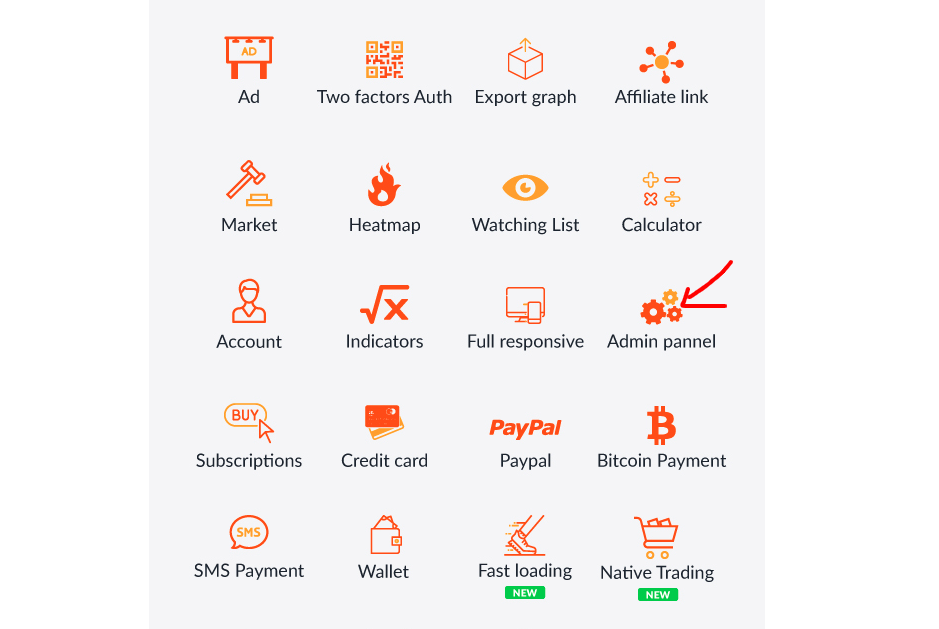 AD
Ad
Two factors Auth
Export graph
Affiliate link
Market
Heatmap
Watching List
Calculator
Account
Indicators
Full responsive
Admin pannel
BUY
Subscriptions
Credit card
PayPal
Paypal
Bitcoin Payment
SMS
SMS Payment
Wallet
Fast loading
NEW
Native Trading
NEW